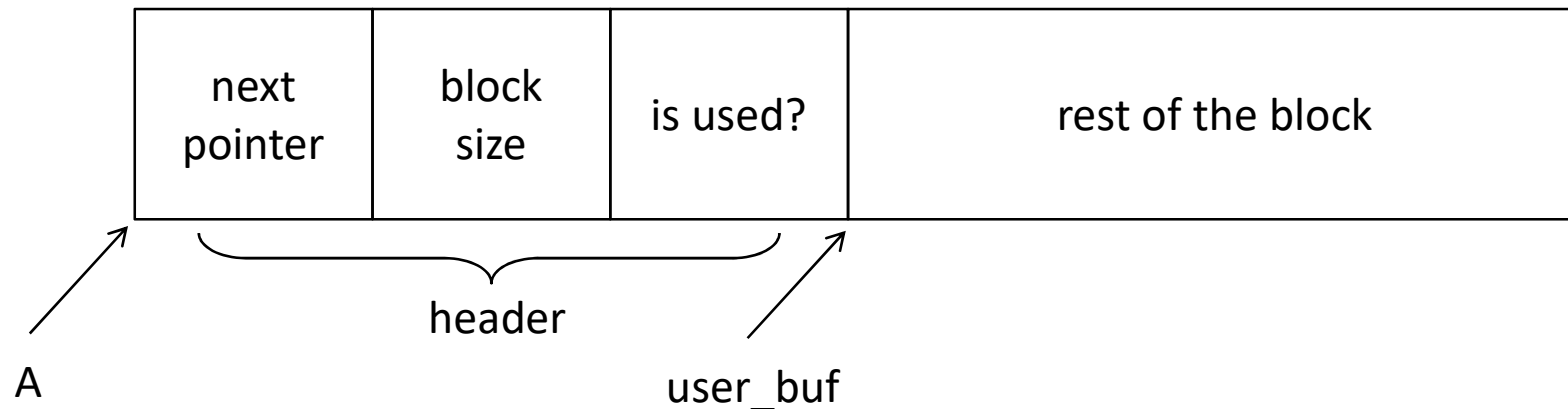 next
pointer
block
size
is used?
rest of the block
header
A
user_buf